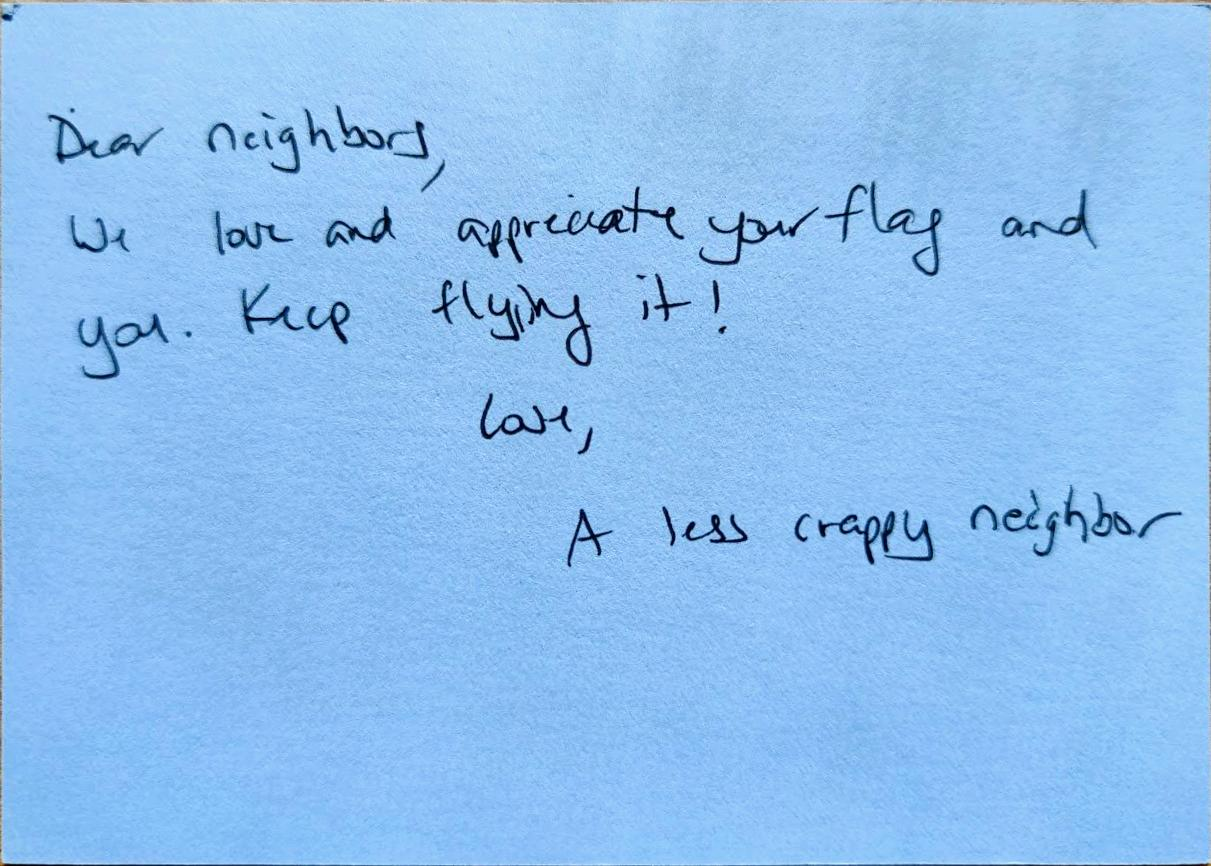 Dear neighbors,
We love and appreciate your flag and
you. Keep flying it!
Love,
A less crappy neighbor